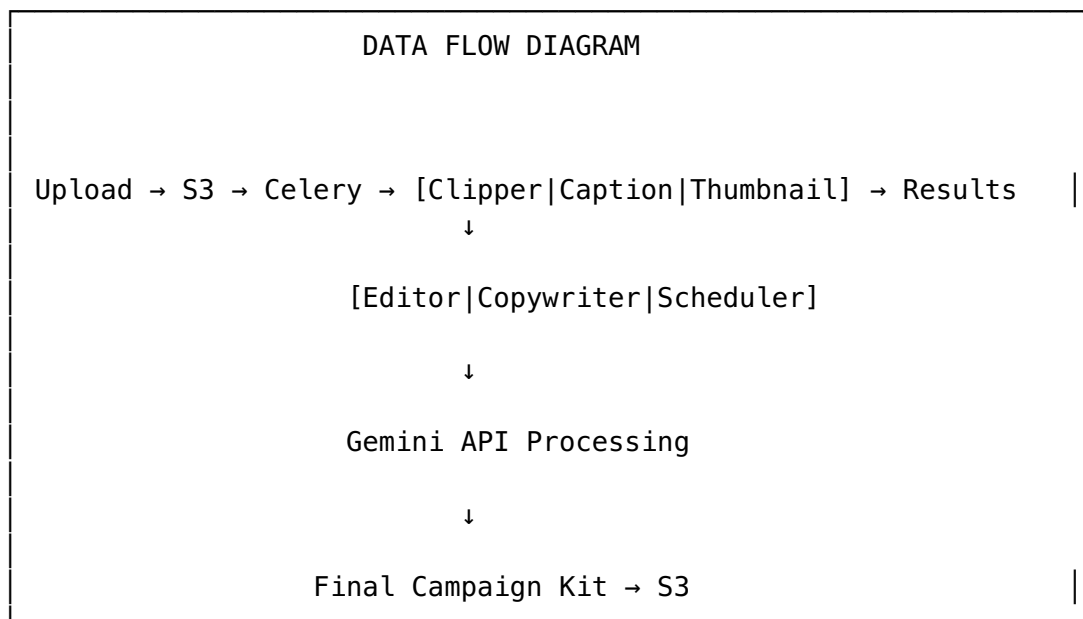 DATA FLOW DIAGRAM
Upload → S3 → Celery → [Clipper|Caption|Thumbnail] → Results
↓
[Editor|Copywriter|Scheduler]
↓
Gemini API Processing
↓
Final Campaign Kit → S3